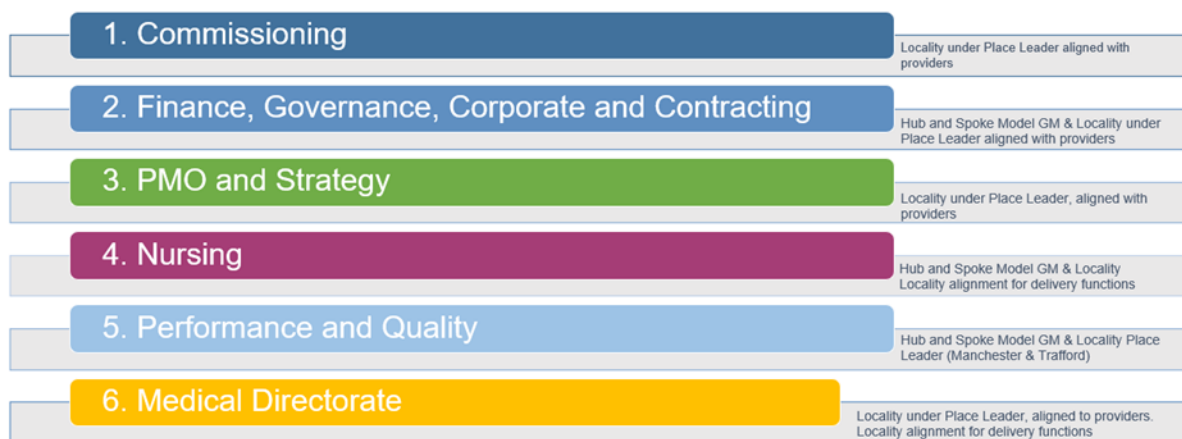 1. Commissioning
Locality under Place Leader aligned with
providers
2. Finance, Governance, Corporate and Contracting
Hub and Spoke Model GM & Locality under
Place Leader aligned with providers
3. PMO and Strategy
Locality under Place Leader, aligned with
providers
4. Nursing
Hub and Spoke Model GM & Locality
Locality alignment for delivery functions
5. Performance and Quality
Hub and Spoke Model GM & Locality Place
Leader (Manchester & Trafford)
6. Medical Directorate
Locality under Place Leader, aligned to providers.
Locality alignment for delivery functions